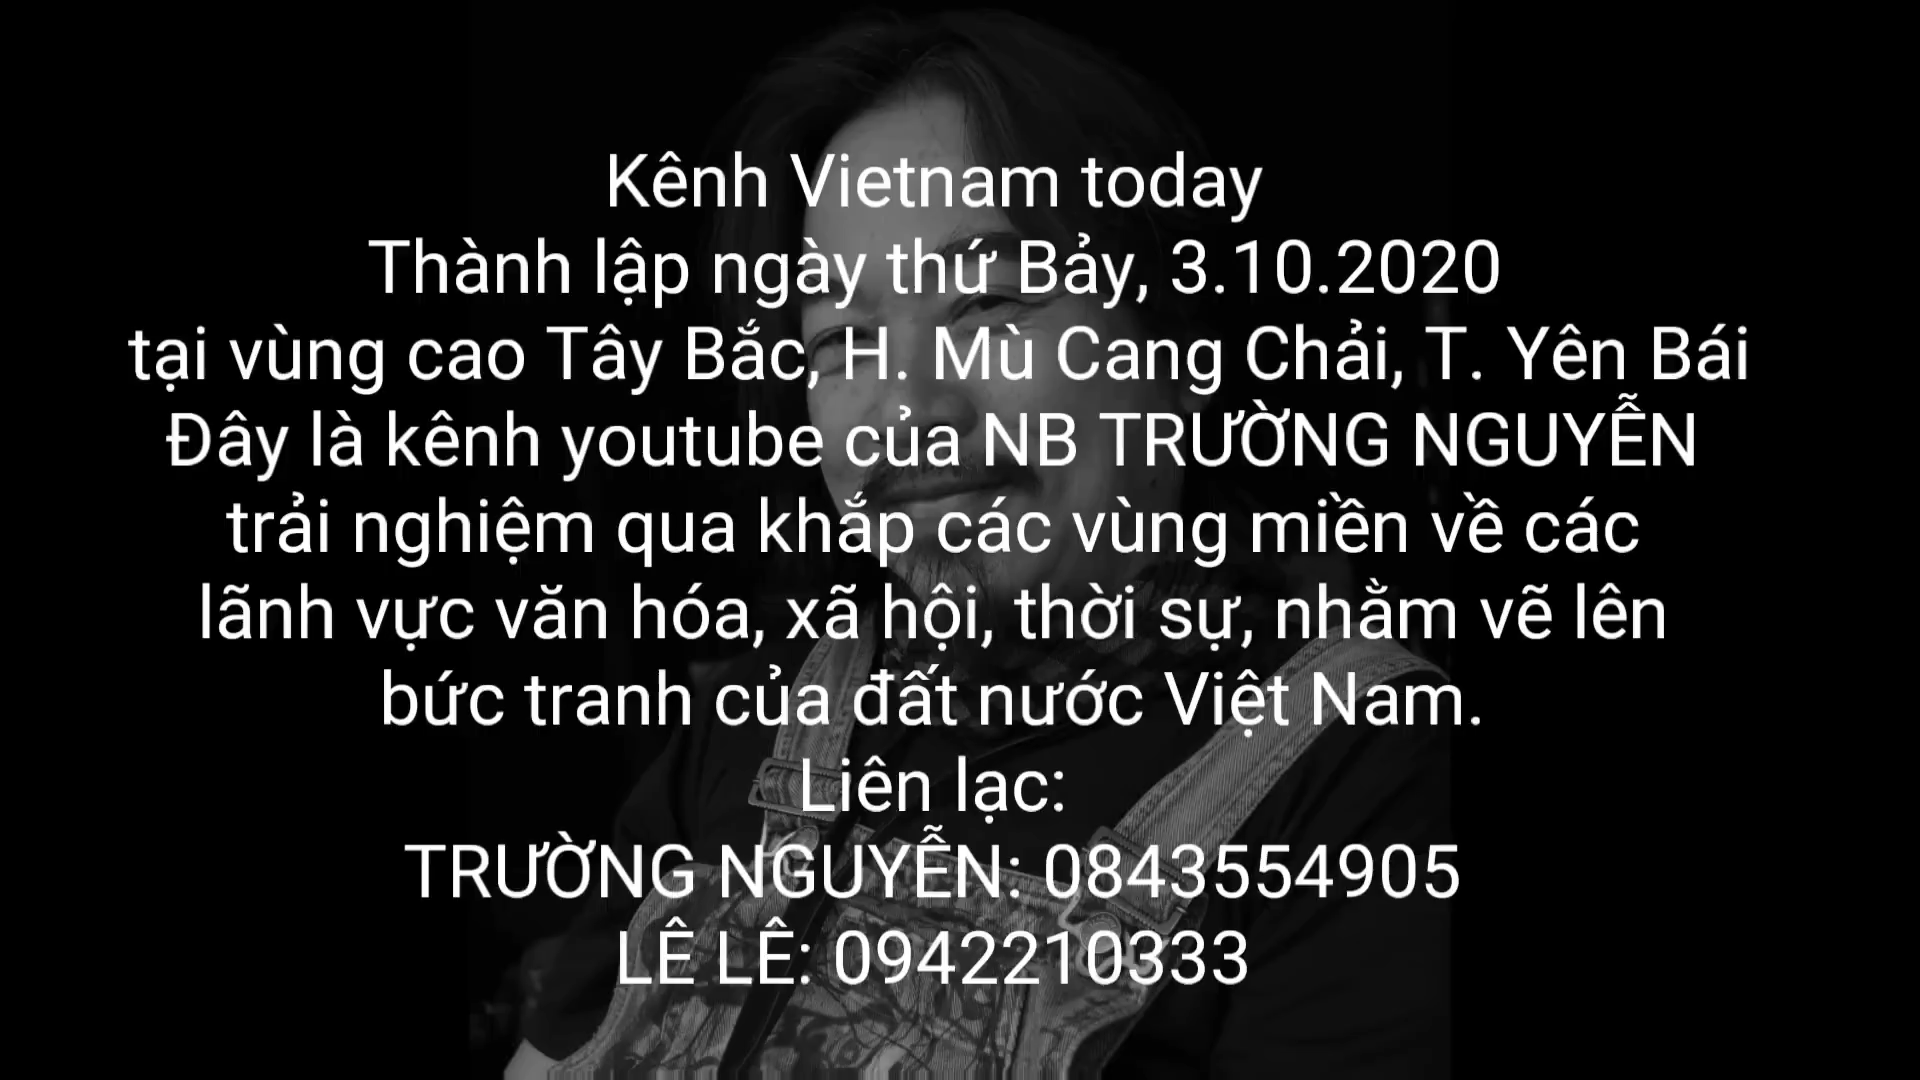 Kênh Vietnam today
Thành lập ngày thứ Bảy, 3.10.2020
tại vùng cao Tây Bắc, H. Mù Cang Chải, T. Yên Bái
Đây là kênh youtube của NB TRƯỜNG NGUYỄN
trải nghiệm qua khắp các vùng miền về các
lãnh vực văn hóa, xã hội, thời sự, nhằm vẽ lên
bức tranh của đất nước Việt Nam.
Liên lạc:
TRƯỜNG NGUYỄN: 0843554905
LÊ LÊ: 0942210333